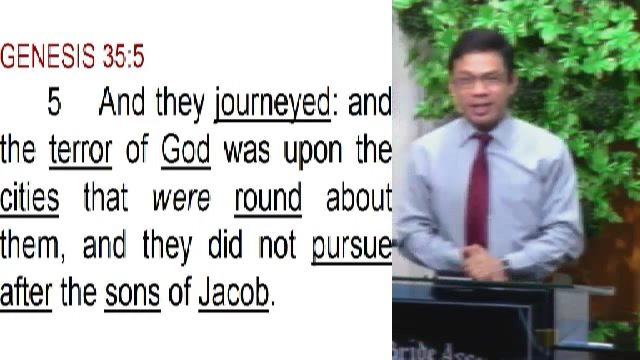 GENESIS 35:5
5 And they journeyed: and
the terror of God was upon the
cities that were round about
them, and they did not pursue
after the sons of Jacob.